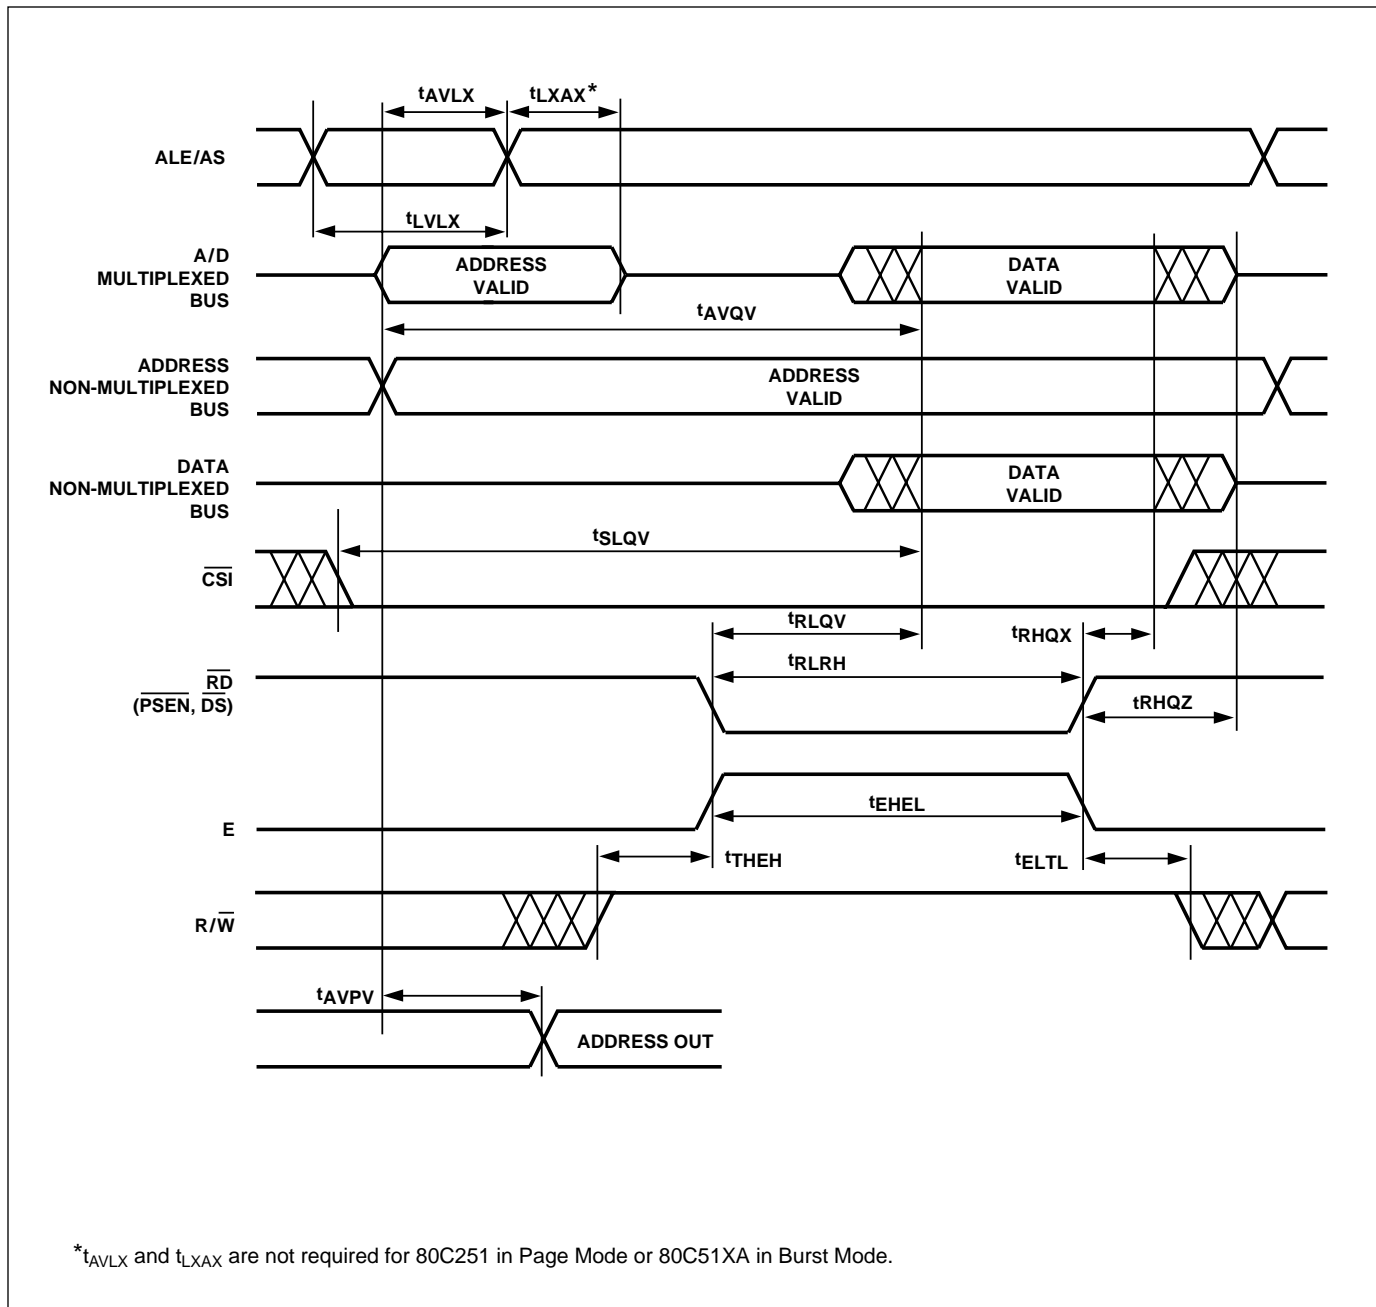 tAVLX
tLXAX*
ALE/AS
tLVLX
A/D
MULTIPLEXED
BUS
ADDRESS
VALID
DATA
VALID
tAVQV
ADDRESS
NON-MULTIPLEXED
BUS
ADDRESS
VALID
DATA
NON-MULTIPLEXED
BUS
DATA
VALID
tSLQV
CSI
tRLQV
tRHQX
tRLRH
RD
(PSEN, DS)
tRHQZ
tEHEL
E
tTHEH
tELTL
R/W
tAVPV
ADDRESS OUT
*tAVLX and tLXAX are not required for 80C251 in Page Mode or 80C51XA in Burst Mode.